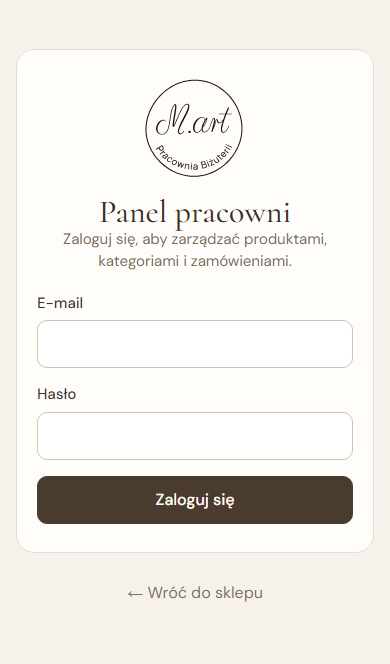 M.art
Pracownia Biżuterii
Panel pracowni
Zaloguj się, aby zarządzać produktami,
kategoriami i zamówieniami.
E-mail
Hasło
Zaloguj się
← Wróć do sklepu